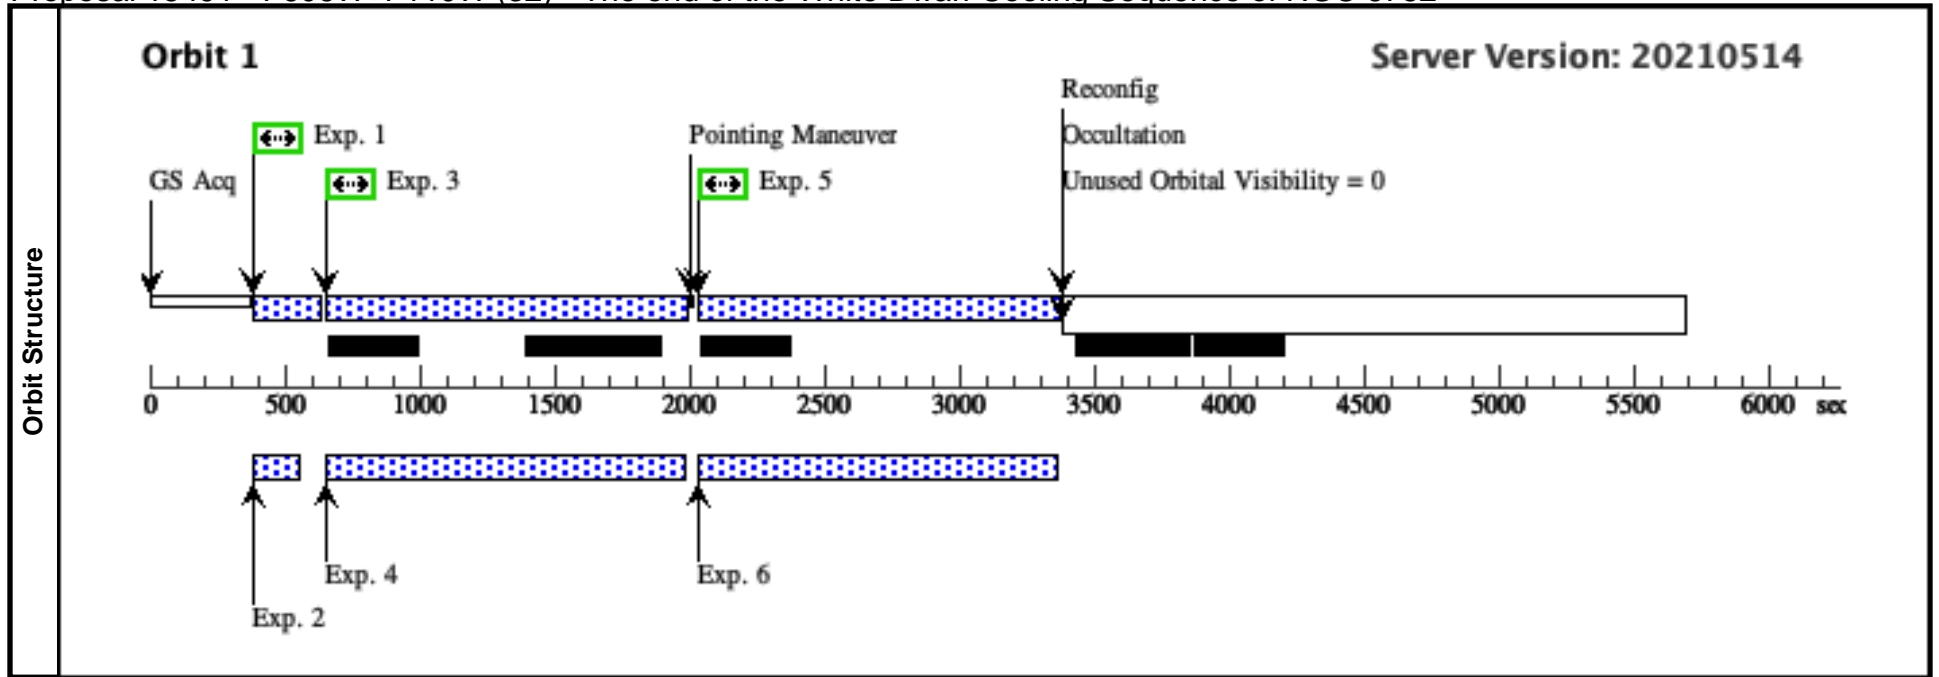 Orbit 1
Server Version: 20210514
Reconfig
Exp. 1
Pointing Maneuver
Occultation
GS Acq
Exp. 3
Exp. 5
Unused Orbital Visibility = 0
Orbit Structure
0 500 1000 1500 2000 2500 3000 3500 4000 4500 5000 5500 6000 sec
Exp. 4
Exp. 6
Exp. 2